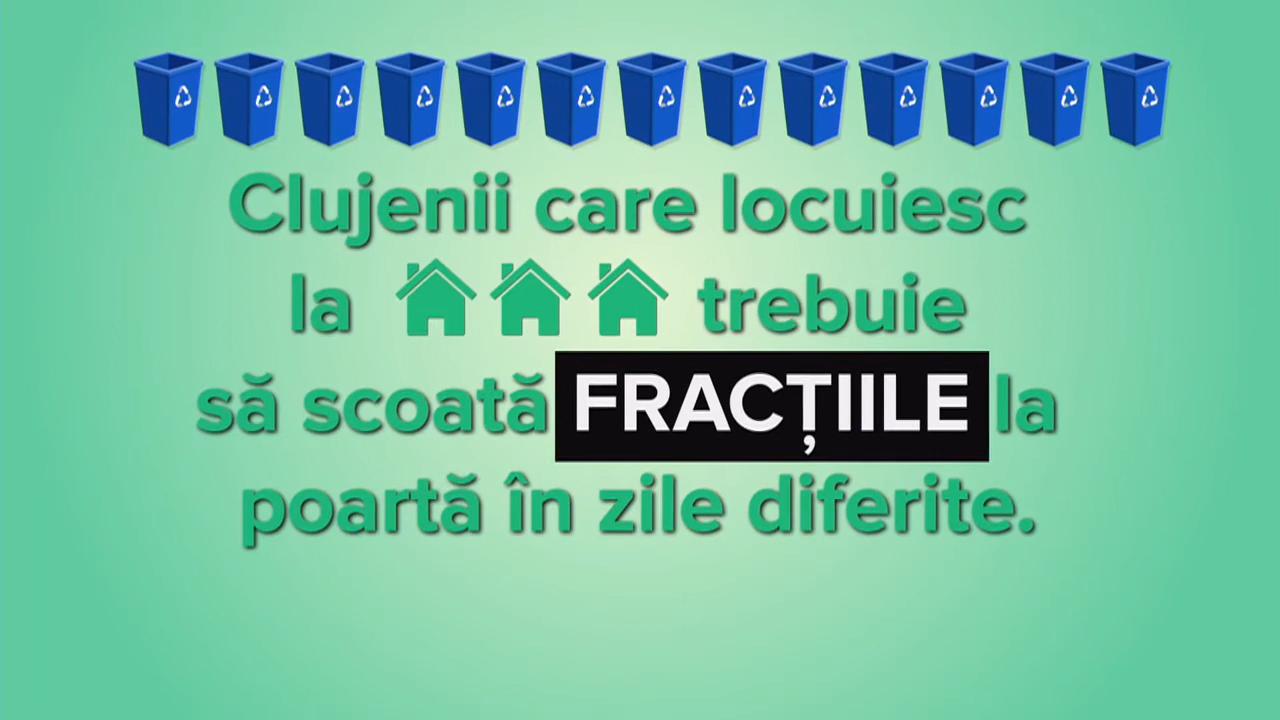 Clujenii care locuiesc
la trebuie
să scoată FRACȚIILE la
poartă în zile diferite.